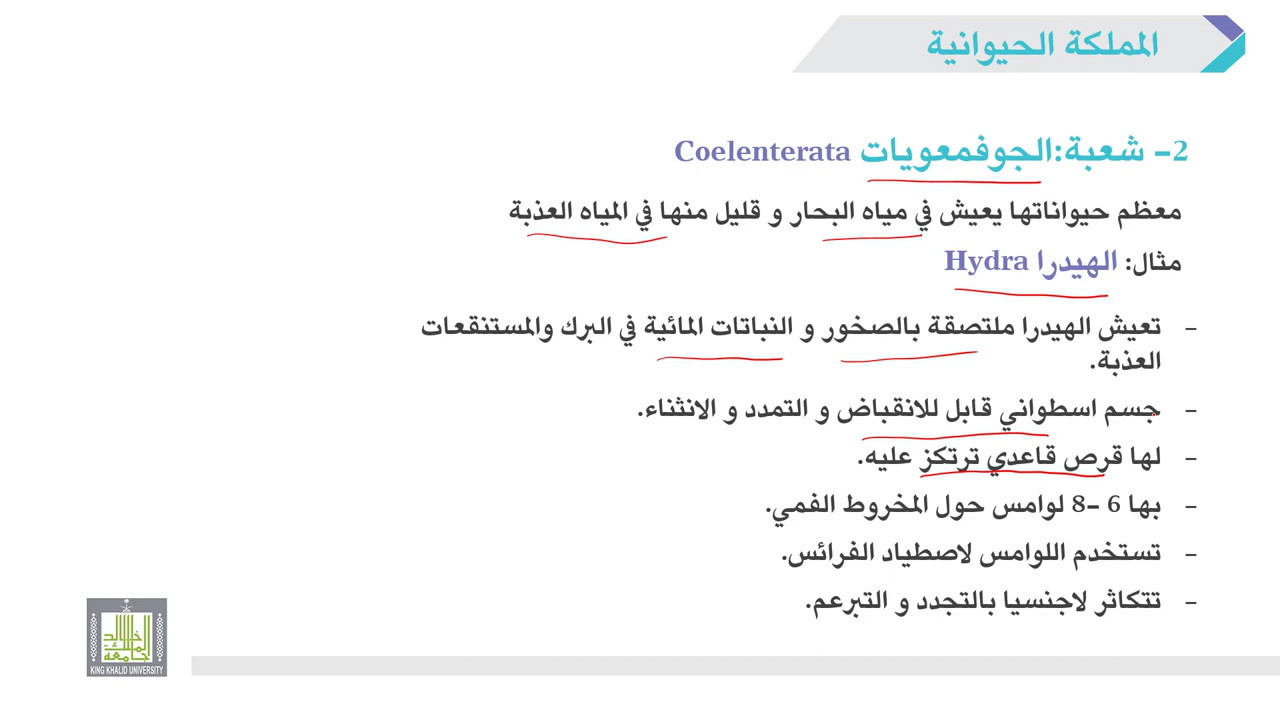 المملكة الحيوانية
2- شعبة:الجوفمعويات Coelenterata
معظم حيواناتها يعيش في مياه البحار و قليل منها في المياه العذبة
مثال: الهيدرا Hydra
- تعيش الهيدرا ملتصقة بالصخور و النباتات المائية في البرك والمستنقعات
العذبة.
- جسم اسطواني قابل للانقباض و التمدد و الانثناء.
- لها قرص قاعدي ترتكز عليه.
- بها 6 -8 لوامس حول المخروط الفمي.
- تستخدم اللوامس لاصطياد الفرائس.
- تتكاثر لاجنسيا بالتجدد و التبرعم.
جامعة الملك خالد
KING KHALID UNIVERSITY